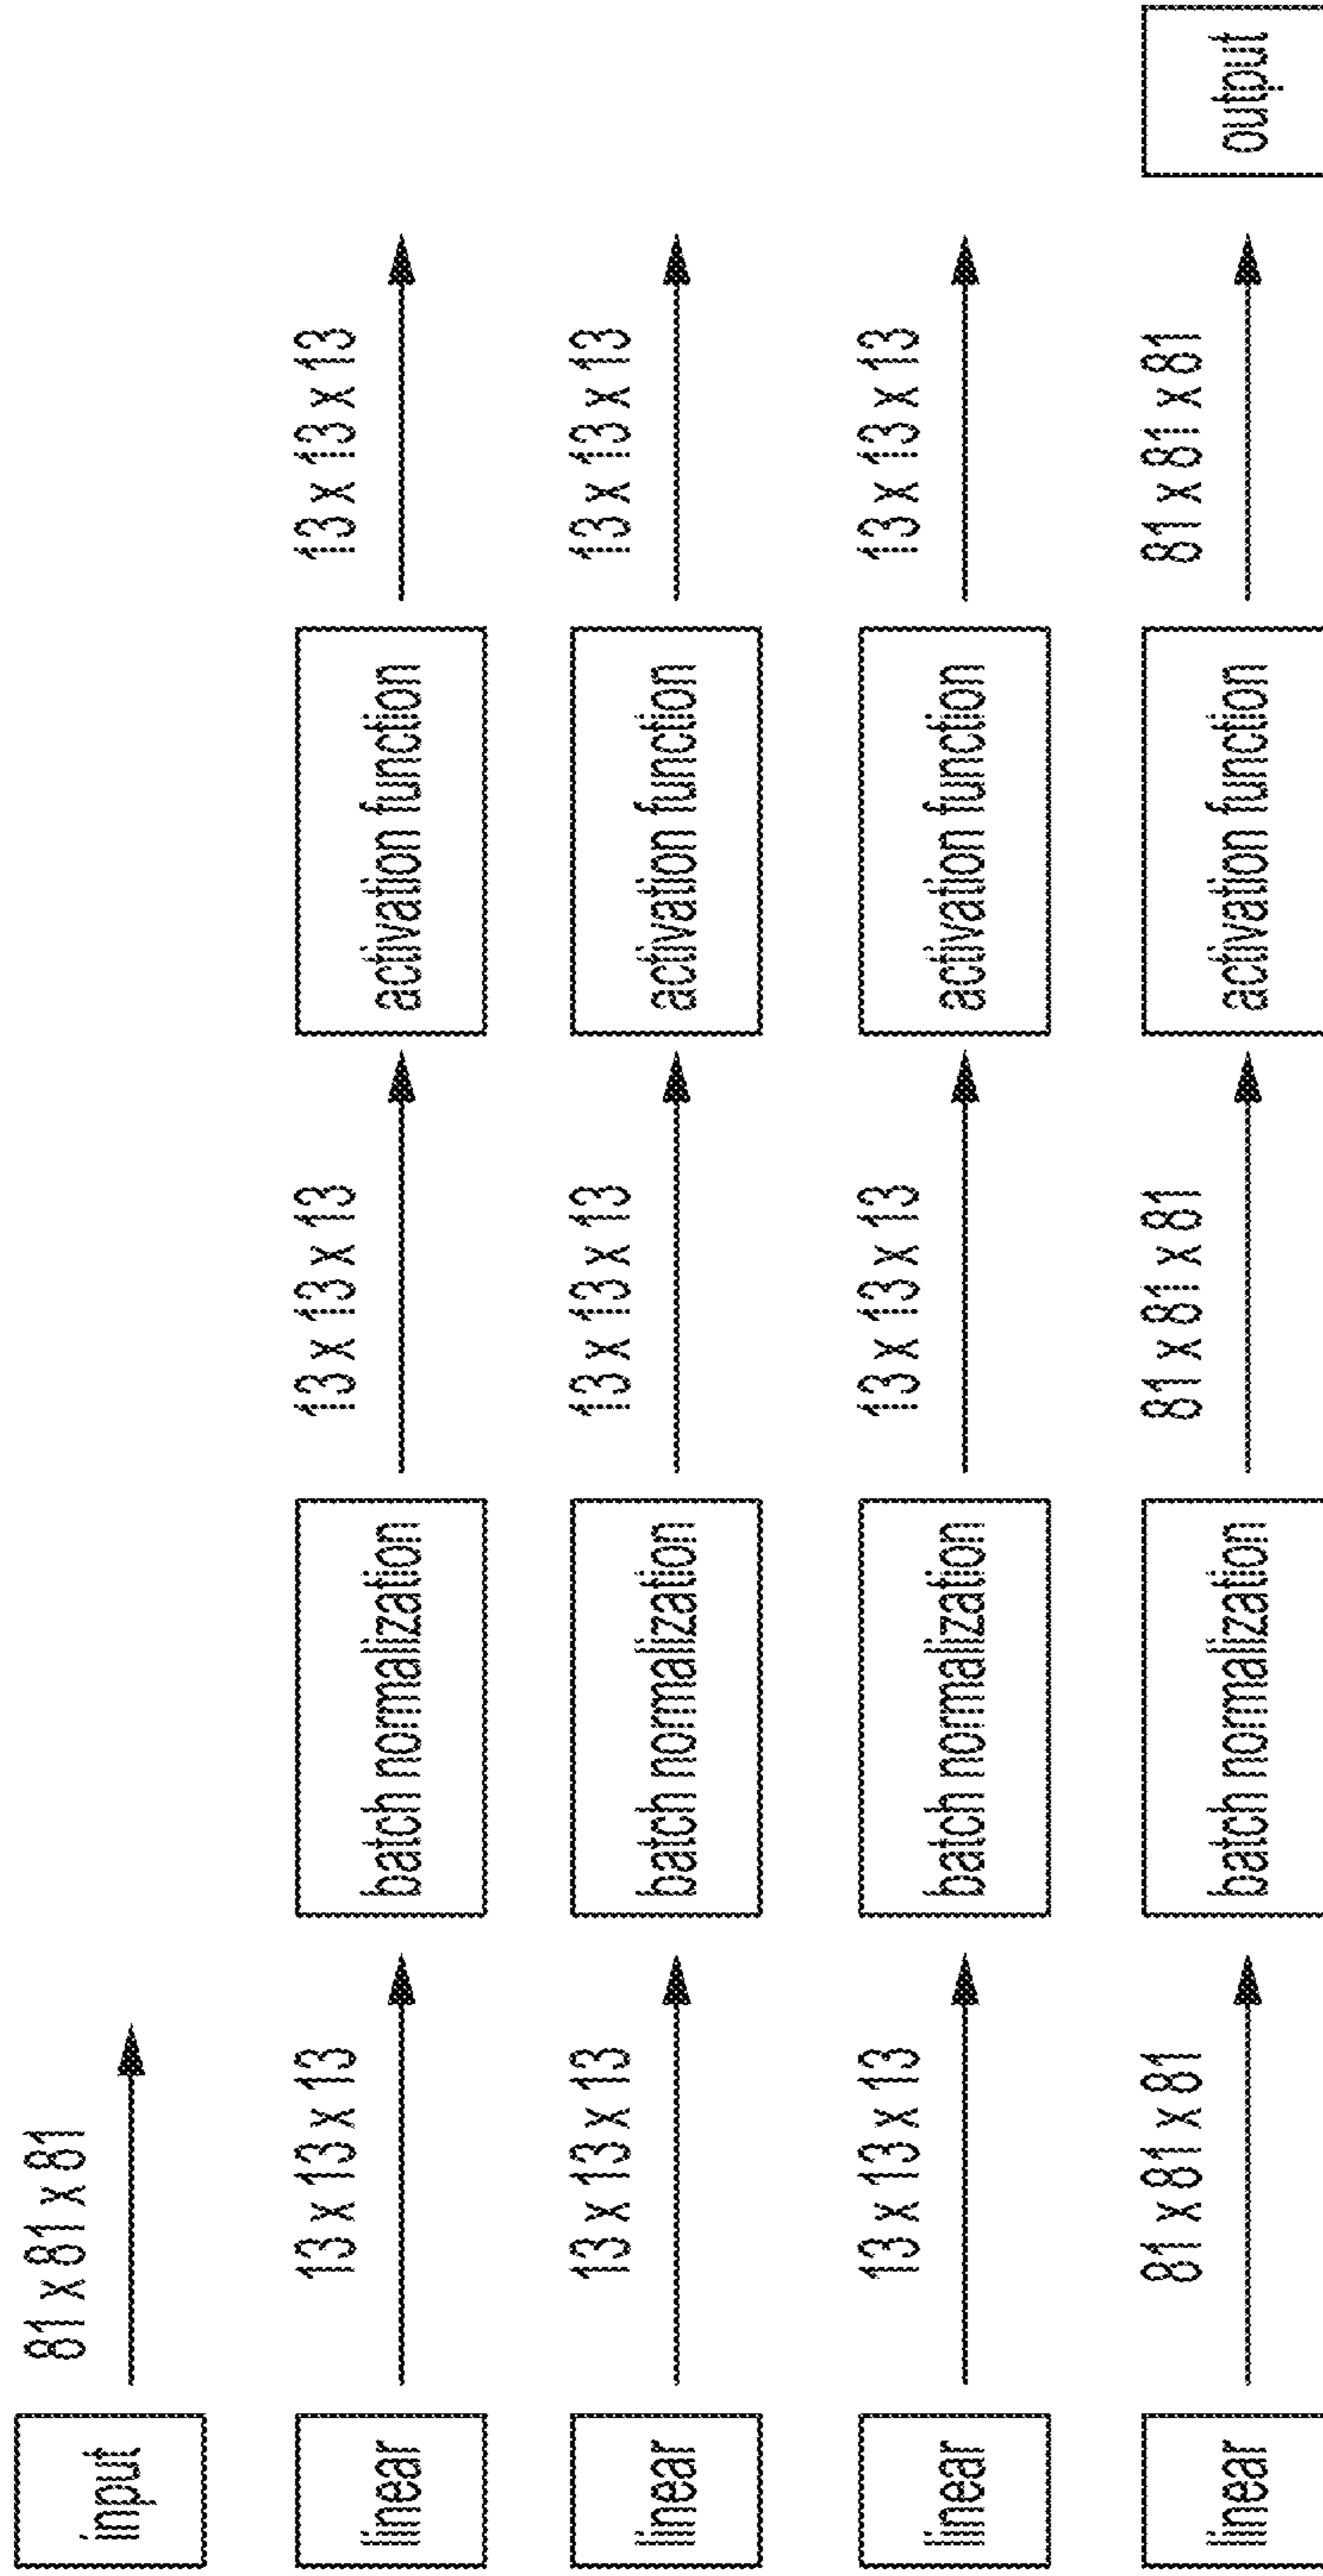 input 81 x 81 x 81
linear 13 x 13 x 13 batch normalization 13 x 13 x 13 activation function 13 x 13 x 13
linear 13 x 13 x 13 batch normalization 13 x 13 x 13 activation function 13 x 13 x 13
linear 13 x 13 x 13 batch normalization 13 x 13 x 13 activation function 13 x 13 x 13
linear 81 x 81 x 81 batch normalization 81 x 81 x 81 activation function 81 x 81 x 81 output